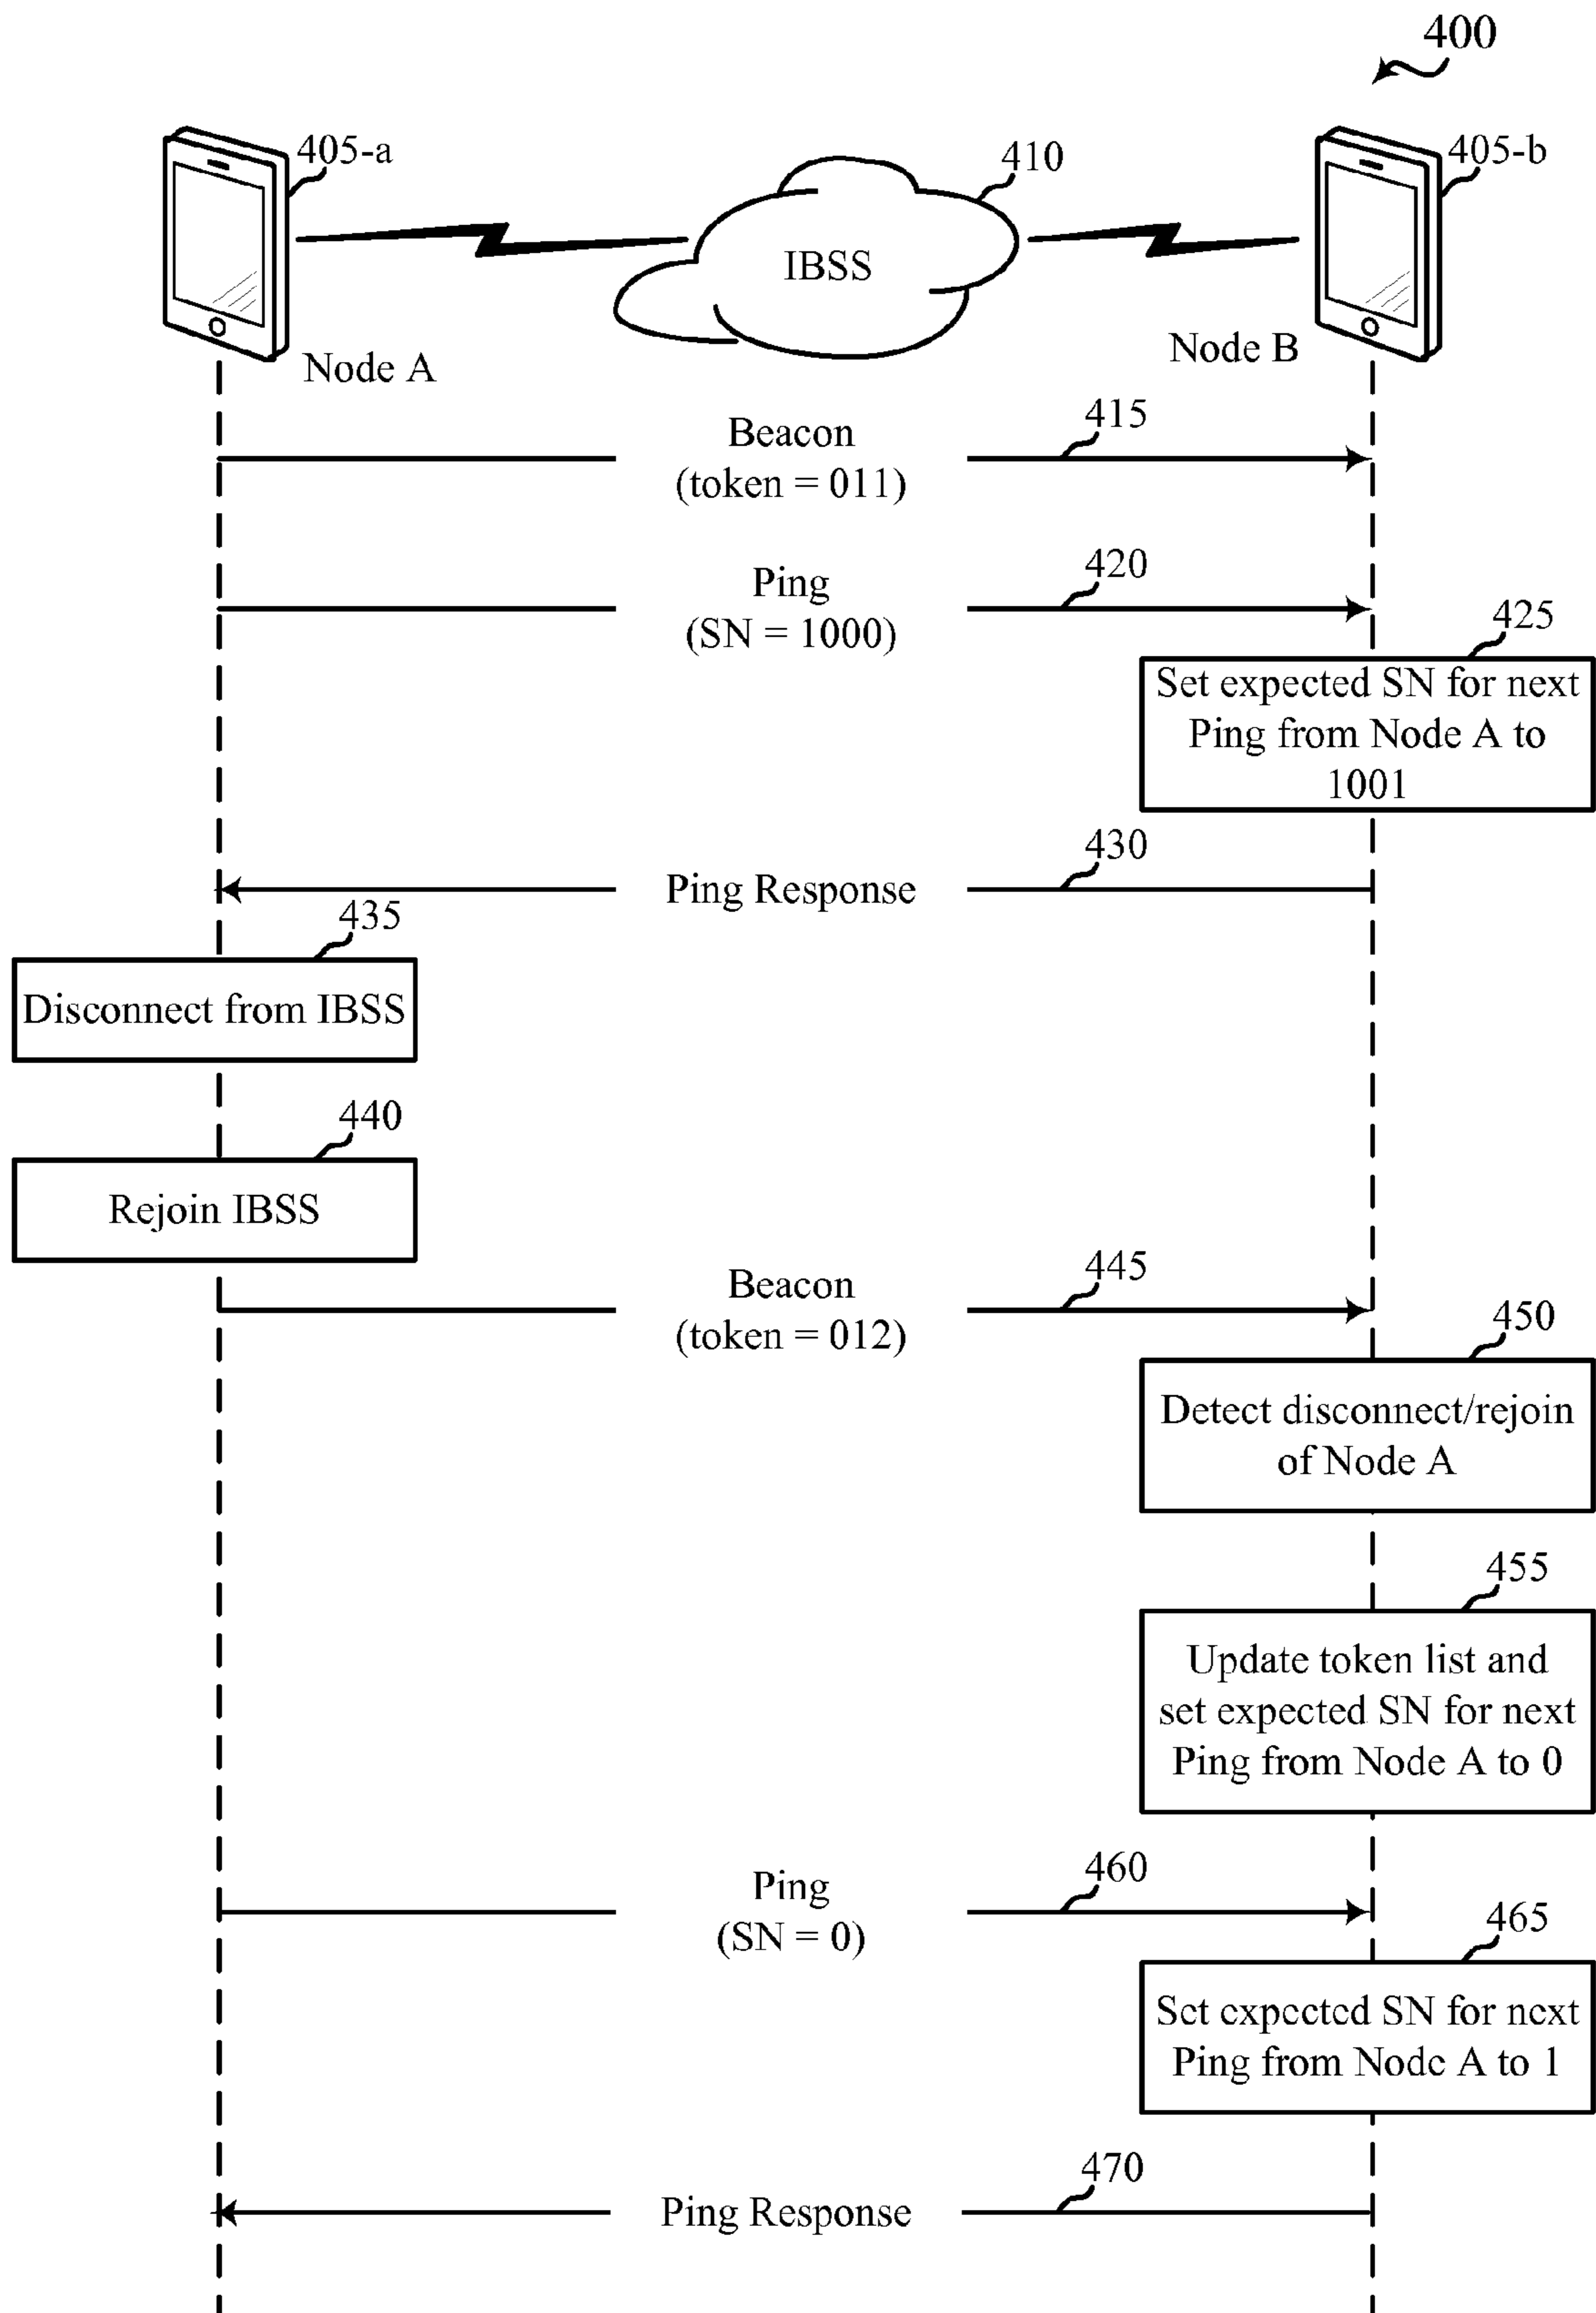 400
405-a
410
405-b
IBSS
Node A
Node B
415
Beacon
(token = 011)
420
Ping
(SN = 1000)
425
Set expected SN for next
Ping from Node A to
1001
430
Ping Response
435
Disconnect from IBSS
440
Rejoin IBSS
445
Beacon
(token = 012)
450
Detect disconnect/rejoin
of Node A
455
Update token list and
set expected SN for next
Ping from Node A to 0
460
Ping
(SN = 0)
465
Set expected SN for next
Ping from Node A to 1
470
Ping Response